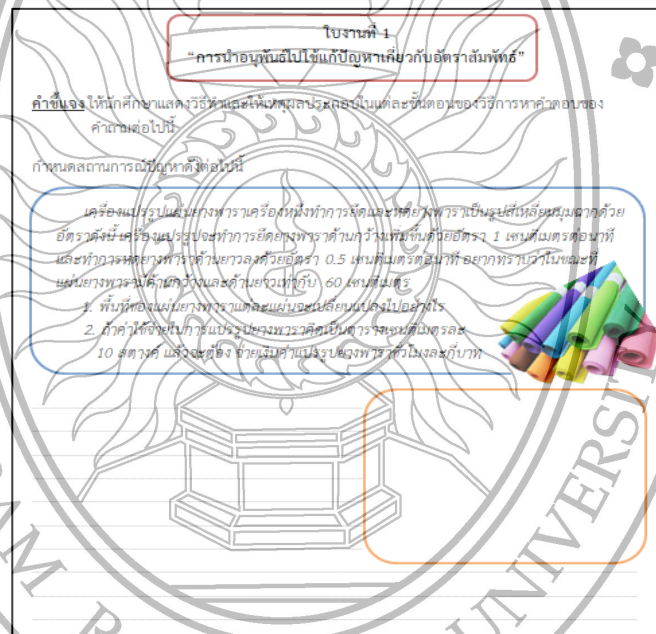 ใบงานที่ 1
“การนำอนุพันธ์ไปใช้แก้ปัญหาเกี่ยวกับอัตราสัมพัทธ์”
คำชี้แจง ให้นักศึกษาแสดงวิธีทำและให้เหตุผลประกอบในแต่ละขั้นตอนของวิธีการหาคำตอบของ
คำถามต่อไปนี้
กำหนดสถานการณ์ปัญหาดังต่อไปนี้
เครื่องแปรรูปแผ่นยางพาราเครื่องหนึ่งทำการยืดและหดยางพาราเป็นรูปสี่เหลี่ยมมุมฉากด้วย
อัตราดังนี้ เครื่องแปรรูปจะทำการยืดยางพาราด้านกว้างเพิ่มขึ้นด้วยอัตรา 1 เซนติเมตรต่อนาที
และทำการหดยางพาราด้านยาวลงด้วยอัตรา 0.5 เซนติเมตรต่อนาที อยากทราบว่าในขณะที่
แผ่นยางพารามีด้านกว้างและด้านยาวเท่ากับ 60 เซนติเมตร
1. พื้นที่ของแผ่นยางพาราแต่ละแผ่นจะเปลี่ยนแปลงไปอย่างไร
2. ถ้าค่าใช้จ่ายในการแปรรูปยางพาราคิดเป็นตารางเซนติเมตรละ
10 สตางค์ แล้วจะต้อง จ่ายเงินค่าแปรรูปยางพาราชั่วโมงละกี่บาท